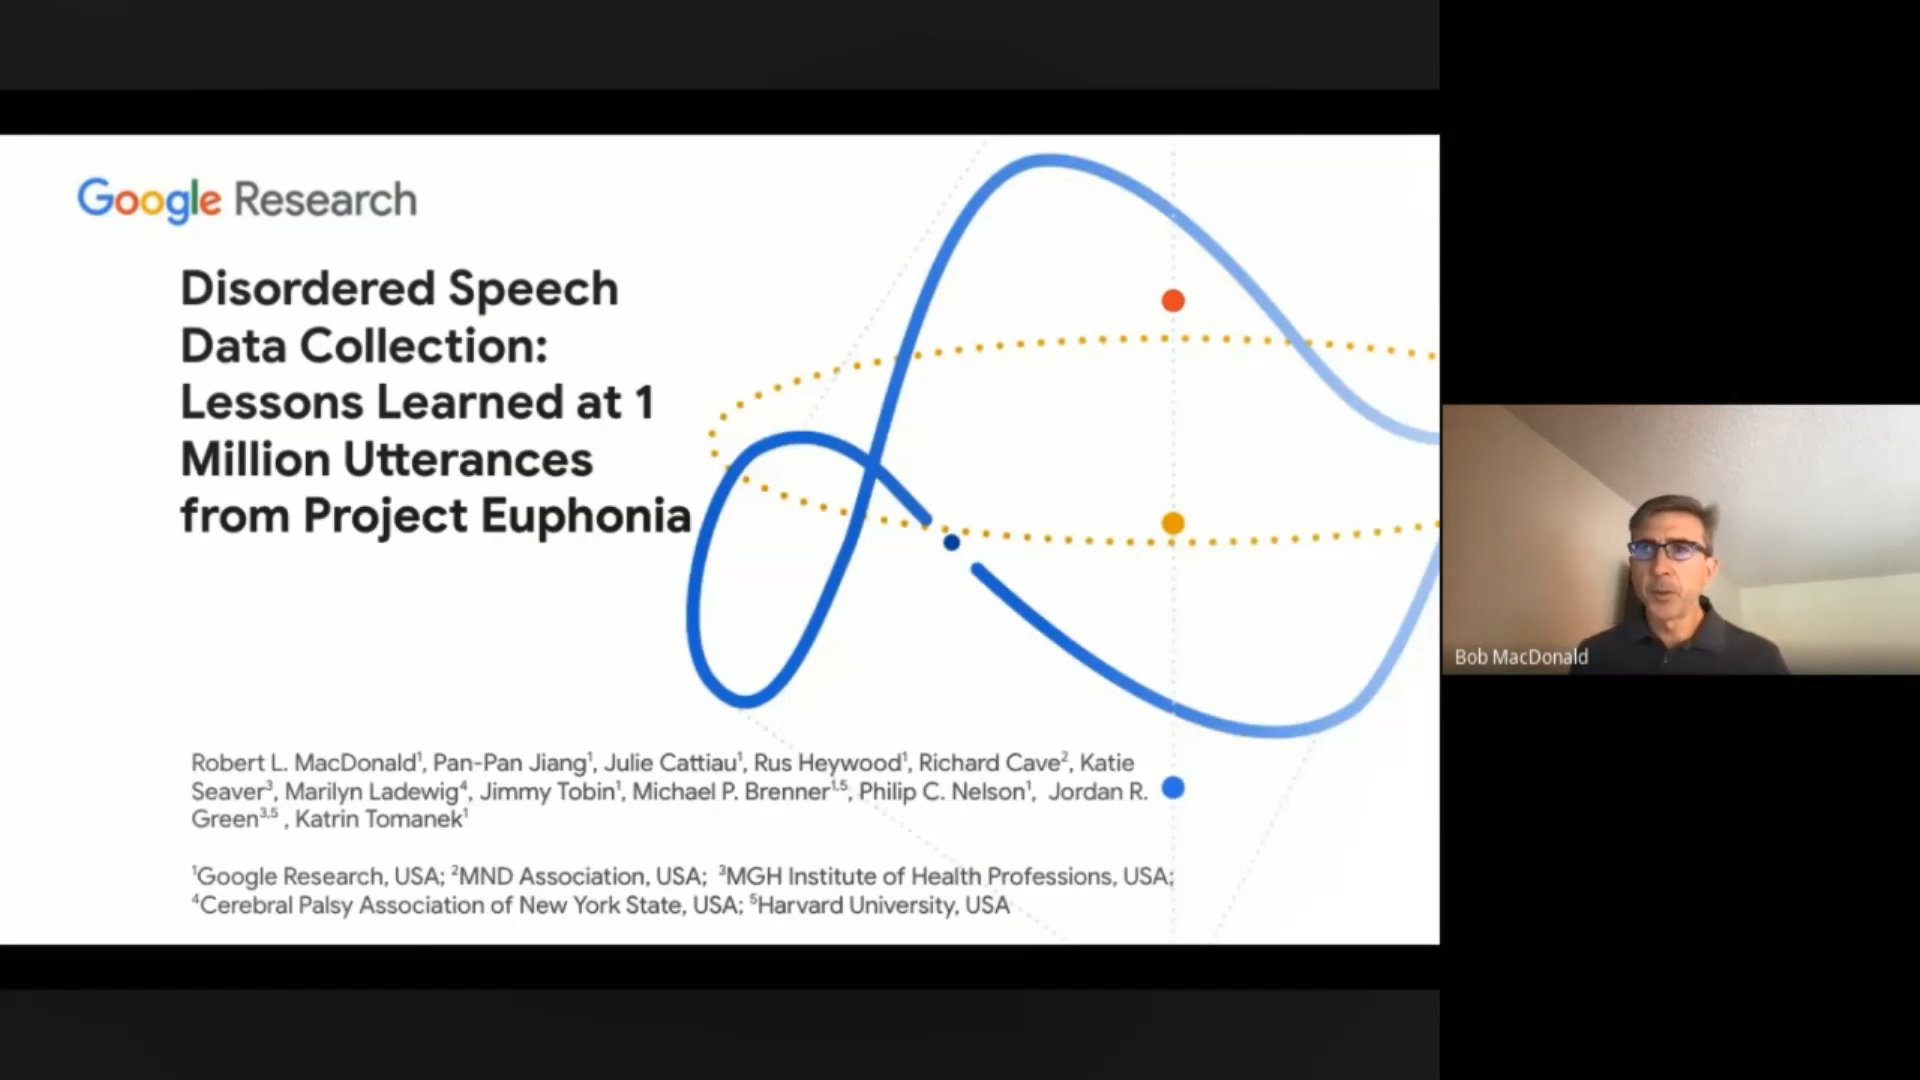 Google Research
Disordered Speech
Data Collection:
Lessons Learned at 1
Million Utterances
from Project Euphonia
Robert L. MacDonald¹, Pan-Pan Jiang¹, Julie Cattiau¹, Rus Heywood¹, Richard Cave², Katie
Seaver³, Marilyn Ladewig⁴, Jimmy Tobin¹, Michael P. Brenner¹,⁵, Philip C. Nelson¹, Jordan R.
Green³,⁵ , Katrin Tomanek¹
¹Google Research, USA; ²MND Association, USA; ³MGH Institute of Health Professions, USA;
⁴Cerebral Palsy Association of New York State, USA; ⁵Harvard University, USA
Bob MacDonald